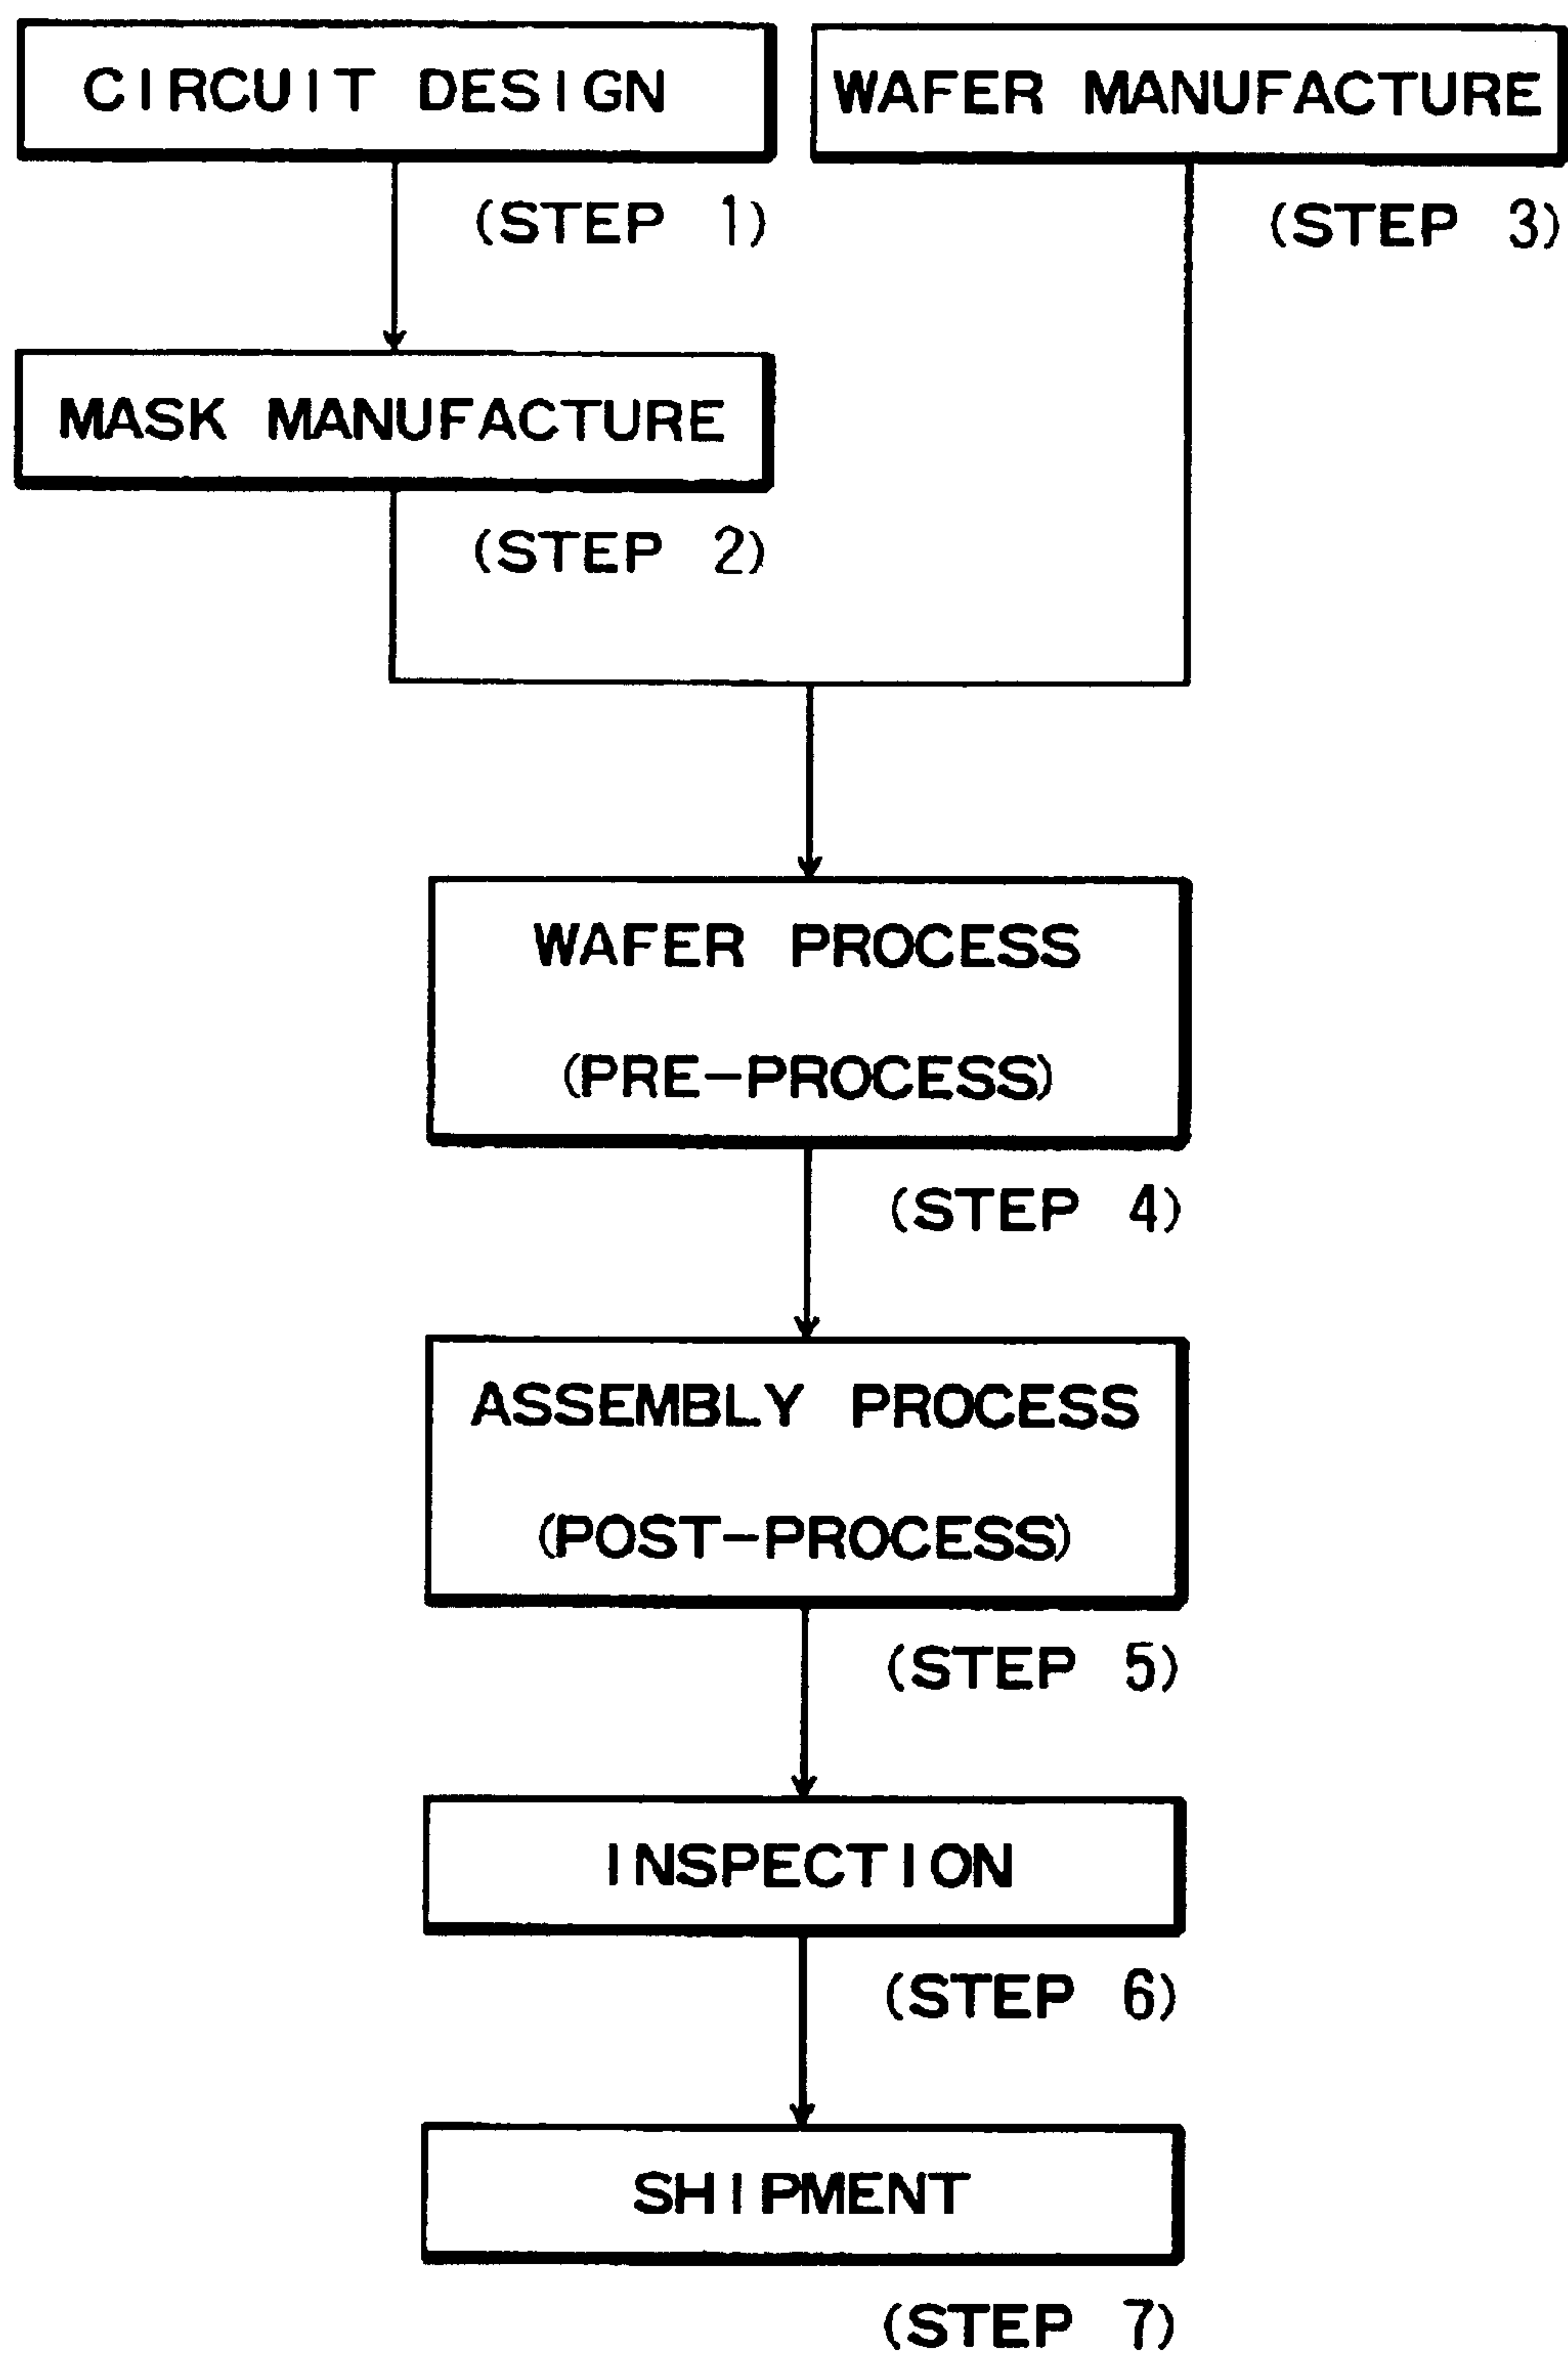 CIRCUIT DESIGN
(STEP 1)
WAFER MANUFACTURE
(STEP 3)
MASK MANUFACTURE
(STEP 2)
WAFER PROCESS
(PRE-PROCESS)
(STEP 4)
ASSEMBLY PROCESS
(POST-PROCESS)
(STEP 5)
INSPECTION
(STEP 6)
SHIPMENT
(STEP 7)